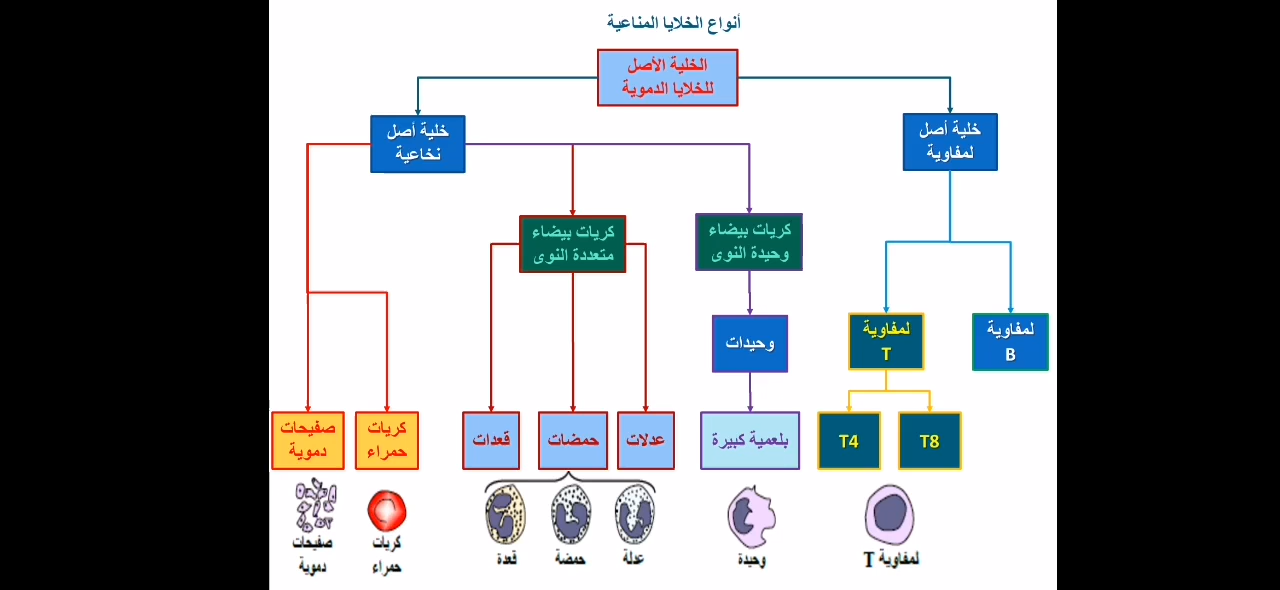 أنواع الخلايا المناعية
الخلية الأصل
للخلايا الدموية
خلية أصل
لمفاوية
خلية أصل
نخاعية
كريات بيضاء
وحيدة النوى
كريات بيضاء
متعددة النوى
لمفاوية
B
لمفاوية
T
وحيدات
T8
T4
بلعمية كبيرة
عدلات
حمضات
قعدات
كريات
حمراء
صفيحات
دموية
لمفاوية T
وحيدة
عدلة
حمضة
قعدة
كريات
حمراء
صفيحات
دموية